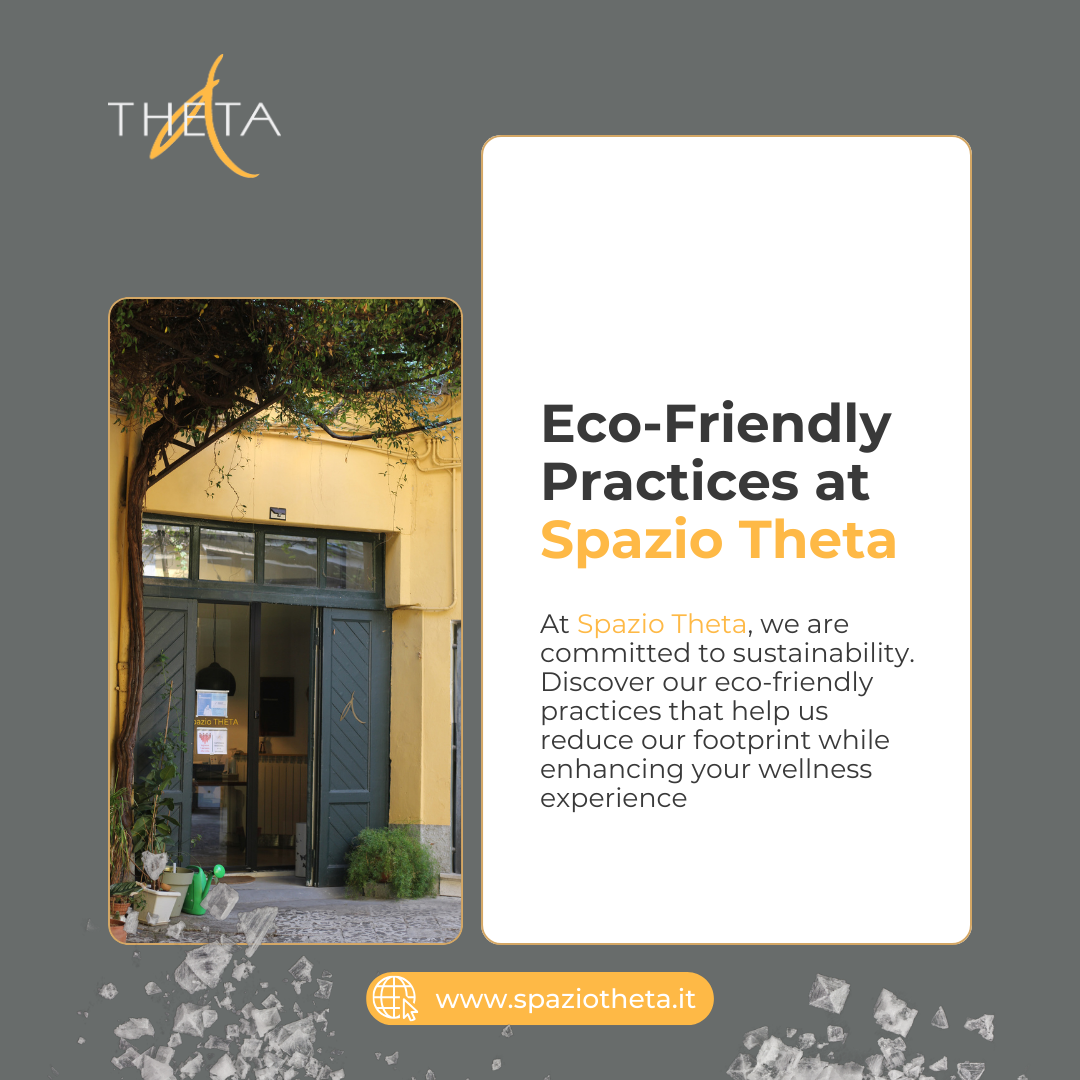 THETA
Eco-Friendly
Practices at
Spazio Theta
At Spazio Theta, we are
committed to sustainability.
Discover our eco-friendly
practices that help us
reduce our footprint while
enhancing your wellness
experience
THETA
www.spaziotheta.it